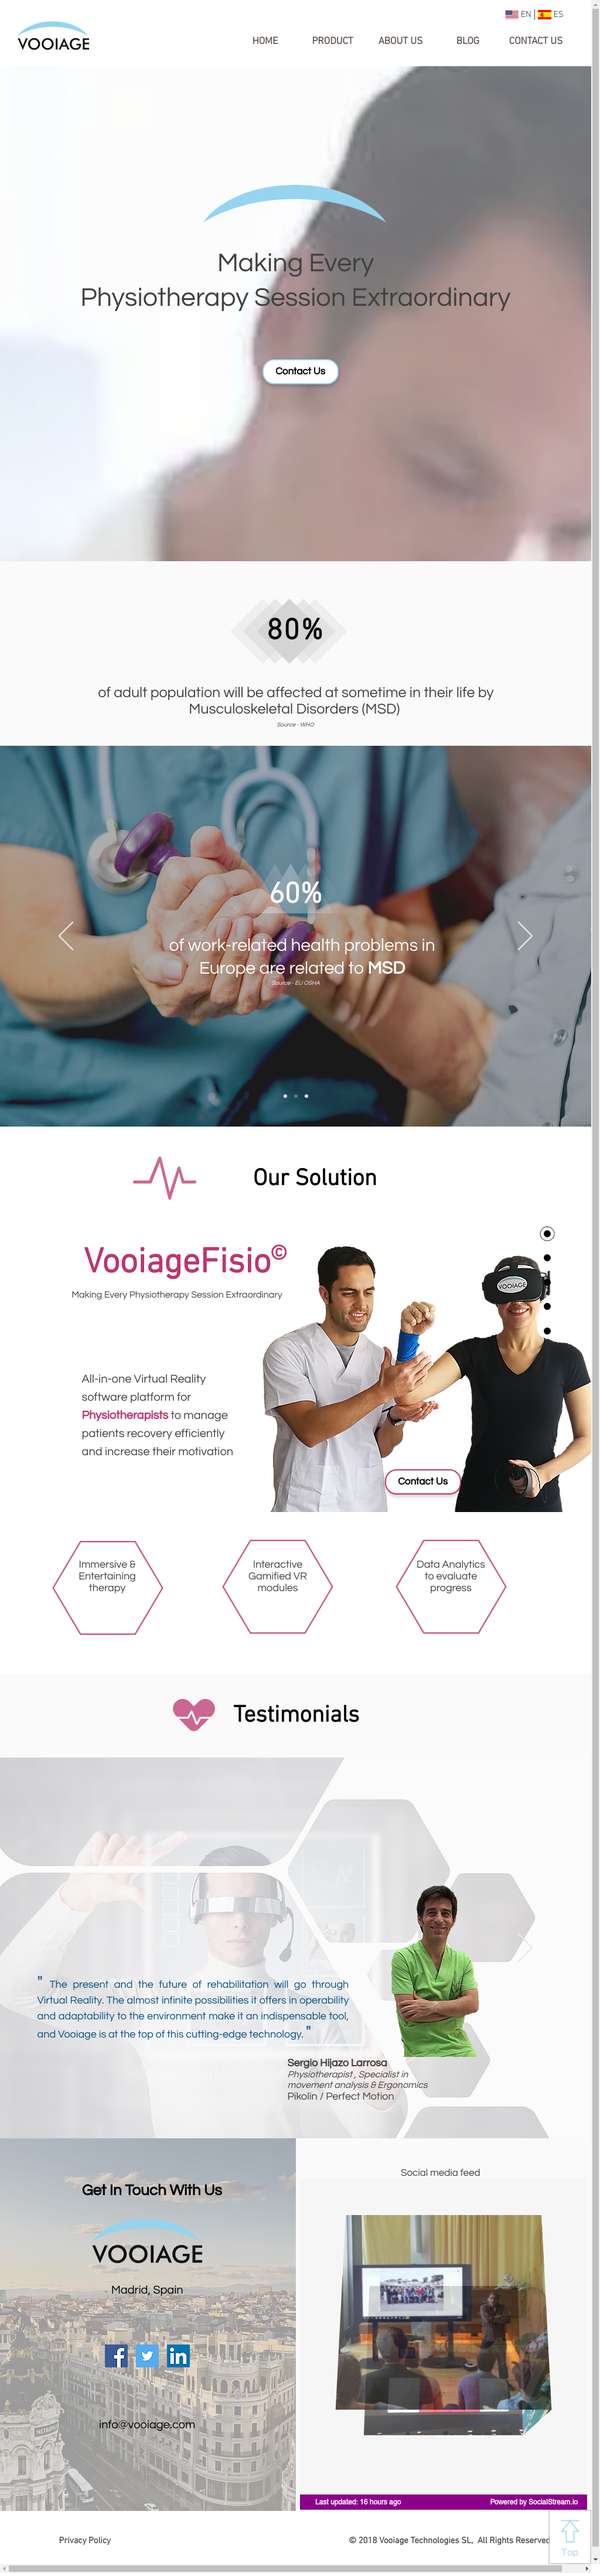 EN | ES
VOOIAGE
HOME PRODUCT ABOUT US BLOG CONTACT US
Making Every
Physiotherapy Session Extraordinary
Contact Us
80%
of adult population will be affected at sometime in their life by
Musculoskeletal Disorders (MSD)
Source - WHO
60%
of work-related health problems in
Europe are related to MSD
Source - EU OSHA
Our Solution
VooiageFisio©
Making Every Physiotherapy Session Extraordinary
VOOIAGE
All-in-one Virtual Reality
software platform for
Physiotherapists to manage
patients recovery efficiently
and increase their motivation
Contact Us
Immersive &
Entertaining
therapy
Interactive
Gamified VR
modules
Data Analytics
to evaluate
progress
Testimonials
" The present and the future of rehabilitation will go through
Virtual Reality. The almost infinite possibilities it offers in operability
and adaptability to the environment make it an indispensable tool,
and Vooiage is at the top of this cutting-edge technology. "
Sergio Hijazo Larrosa
Physiotherapist , Specialist in
movement analysis & Ergonomics
Pikolin / Perfect Motion
Get In Touch With Us
VOOIAGE
Madrid, Spain
info@vooiage.com
Social media feed
Last updated: 16 hours ago
Powered by SocialStream.io
Privacy Policy
© 2018 Vooiage Technologies SL, All Rights Reserved
Top